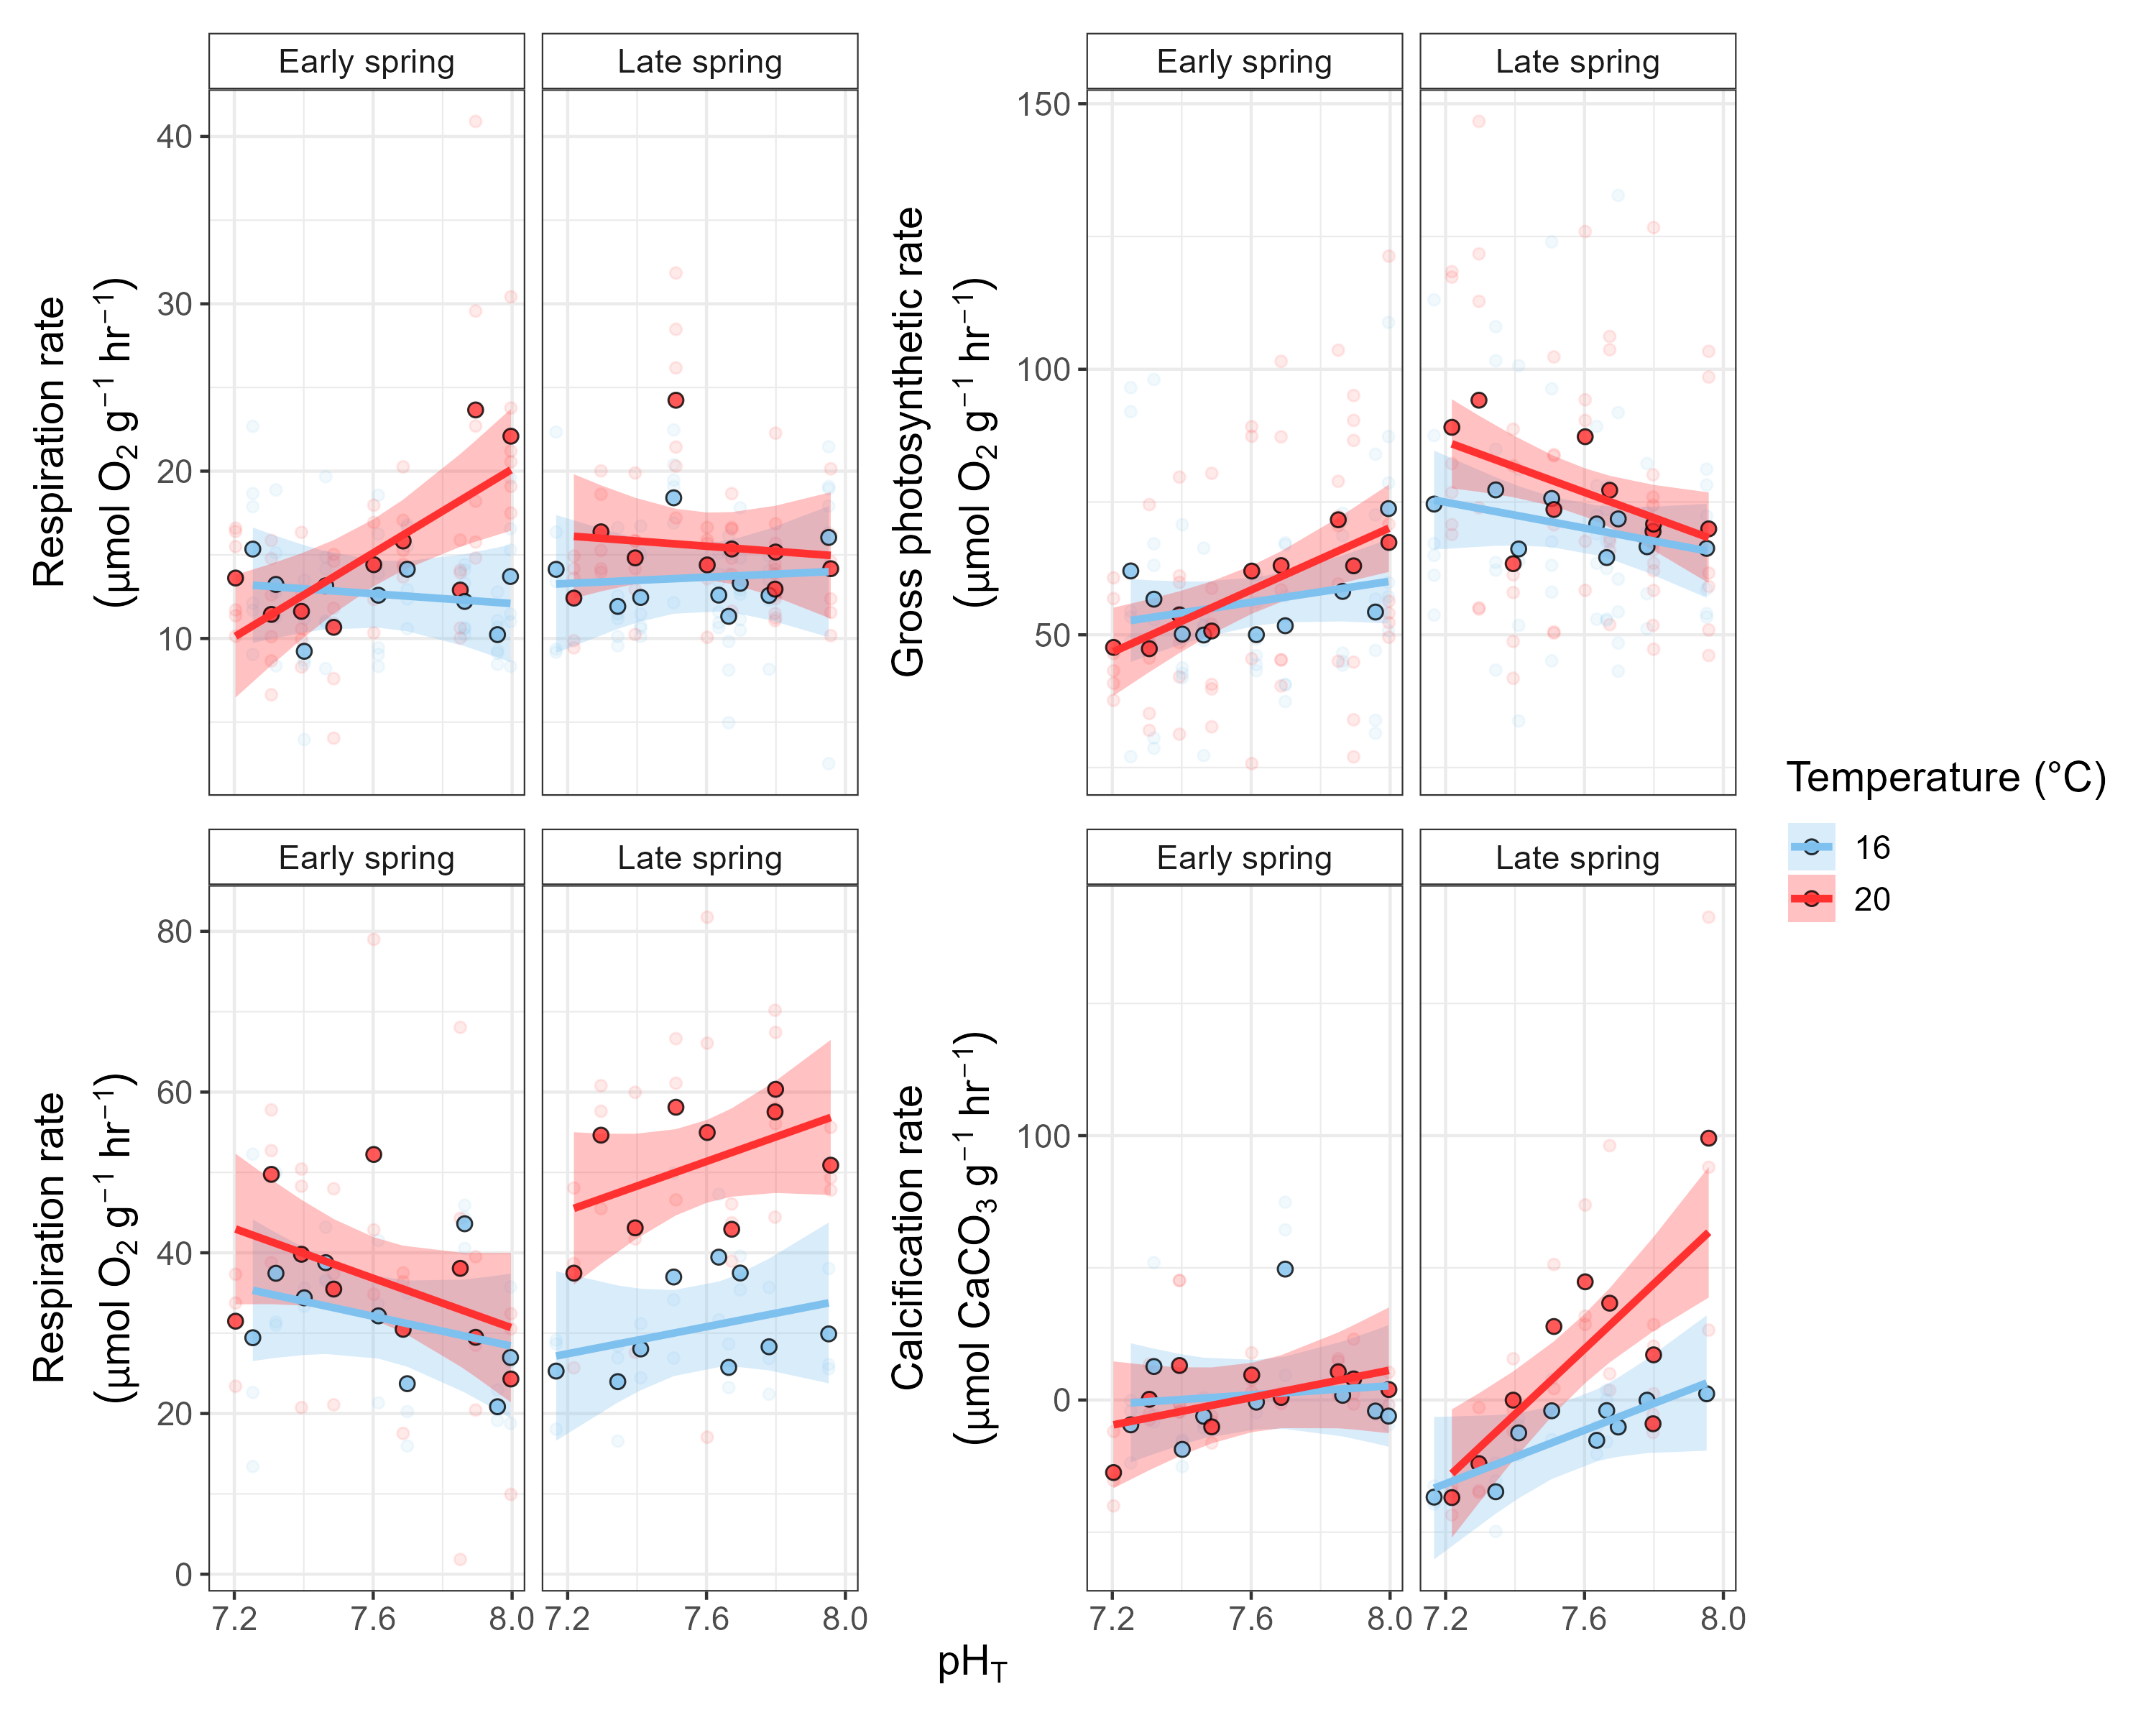 Early spring
Late spring
Early spring
Late spring
Respiration rate
(µmol O₂ g⁻¹ hr⁻¹)
40
30
20
10
Gross photosynthetic rate
(µmol O₂ g⁻¹ hr⁻¹)
150
100
50
Early spring
Late spring
Early spring
Late spring
Respiration rate
(µmol O₂ g⁻¹ hr⁻¹)
80
60
40
20
0
Calcification rate
(µmol CaCO₃ g⁻¹ hr⁻¹)
100
0
7.2 7.6 8.0 7.2 7.6 8.0 7.2 7.6 8.0 7.2 7.6 8.0
pH_T
Temperature (°C)
16
20